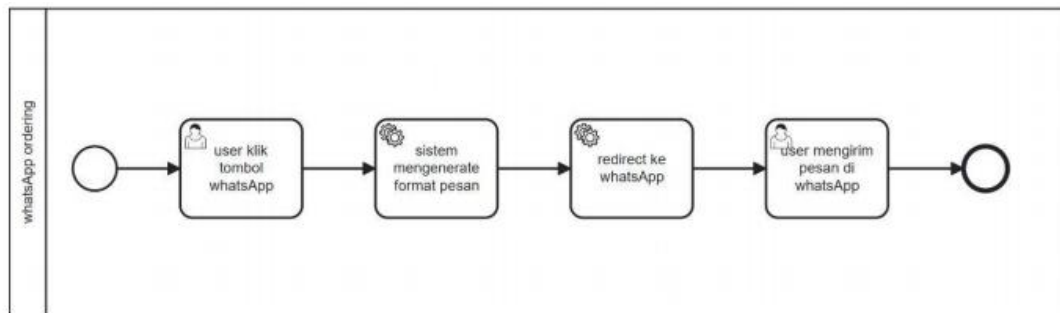 whatsApp ordering
user klik
tombol
whatsApp
sistem
mengenerate
format pesan
redirect ke
whatsApp
user mengirim
pesan di
whatsApp